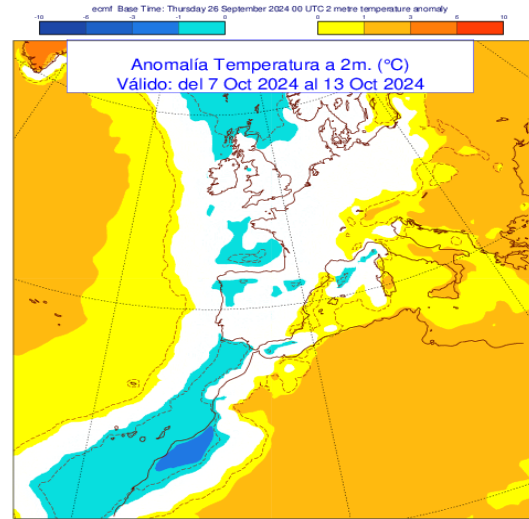 ecmf Base Time: Thursday 26 September 2024 00 UTC 2 metre temperature anomaly
-10 -6 -3 -1 0 0 1 3 5 10
Anomalía Temperatura a 2m. (°C)
Válido: del 7 Oct 2024 al 13 Oct 2024